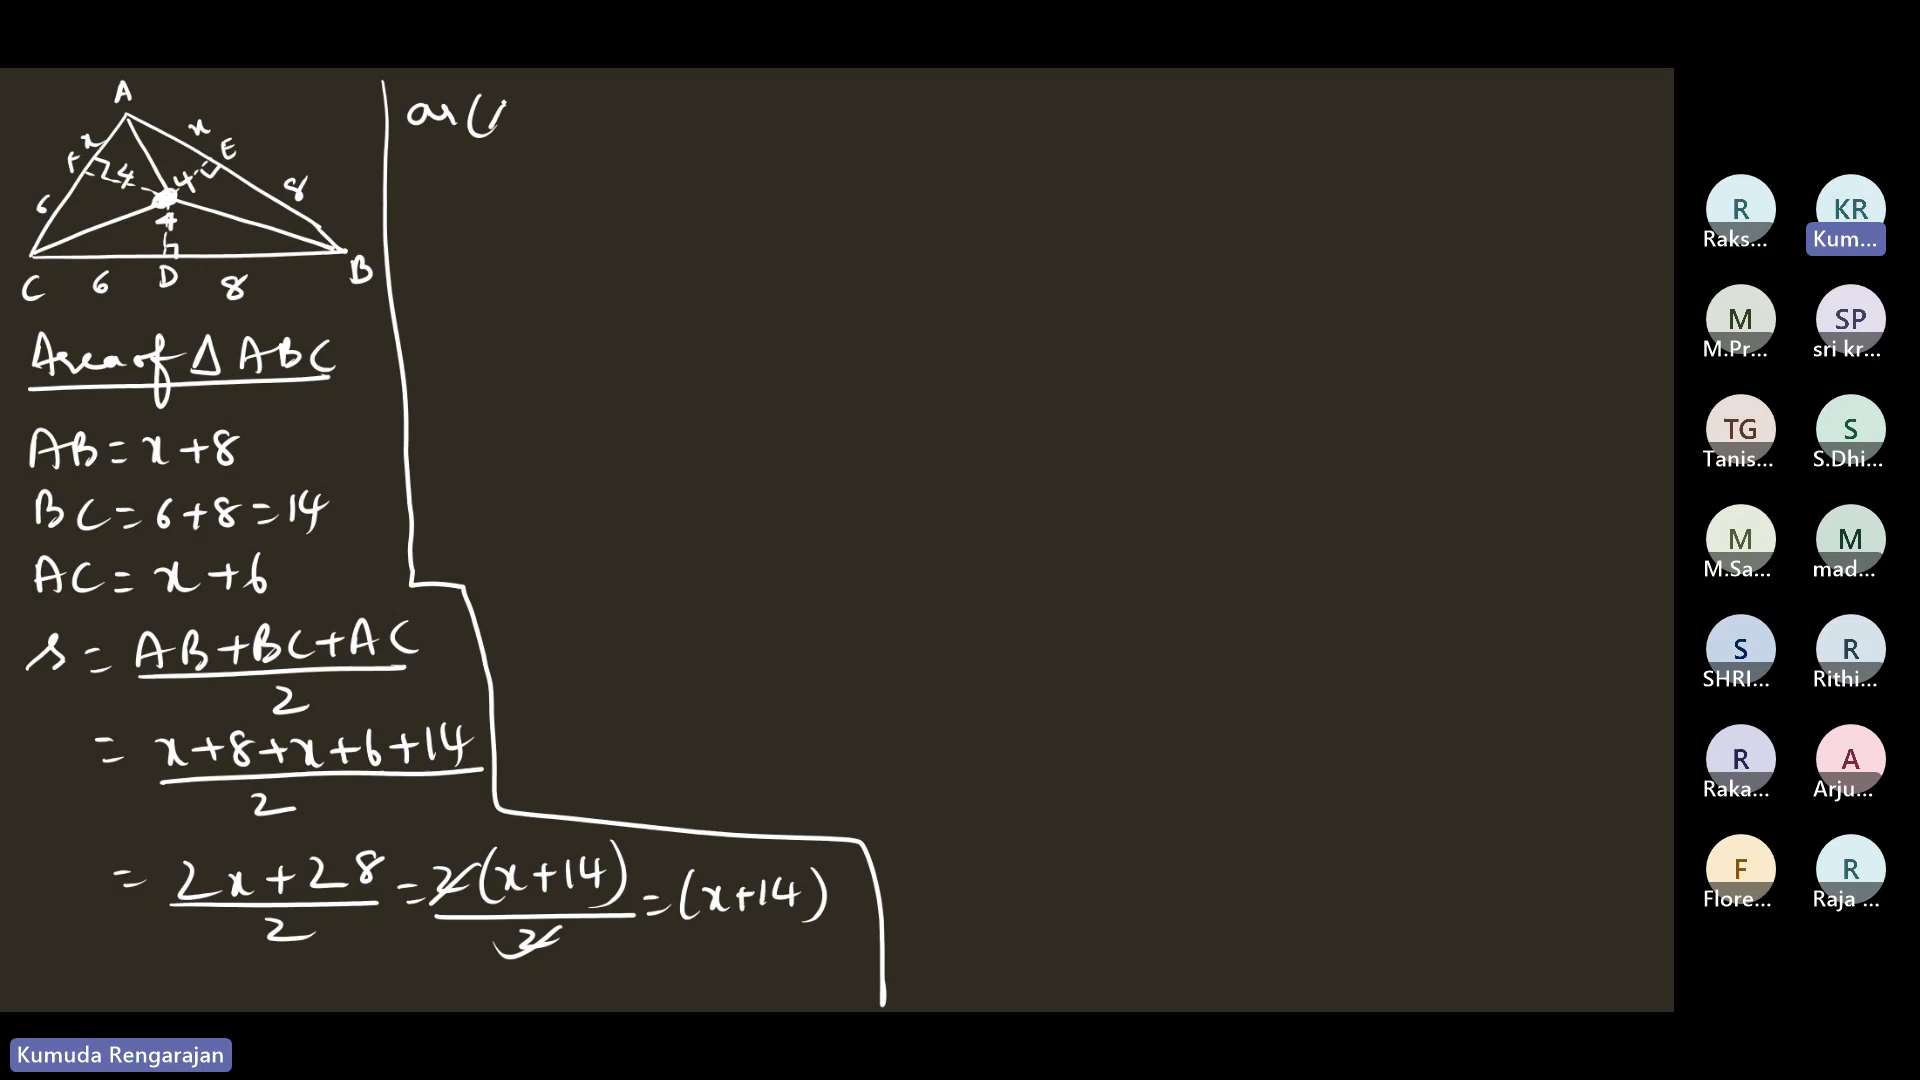 A
x
x
E
F
4
4
8
6
4
C
6
D
8
B
ar(
Area of Δ ABC
AB = x + 8
BC = 6 + 8 = 14
AC = x + 6
s = AB + BC + AC
2
= x + 8 + x + 6 + 14
2
= 2x + 28 = 2(x + 14) = (x + 14)
2 2
R
Raks...
KR
Kum...
M
M.Pr...
SP
sri kr...
TG
Tanis...
S
S.Dhi...
M
M.Sa...
M
mad...
S
SHRI...
R
Rithi...
R
Raka...
A
Arju...
F
Flore...
R
Raja ...
Kumuda Rengarajan